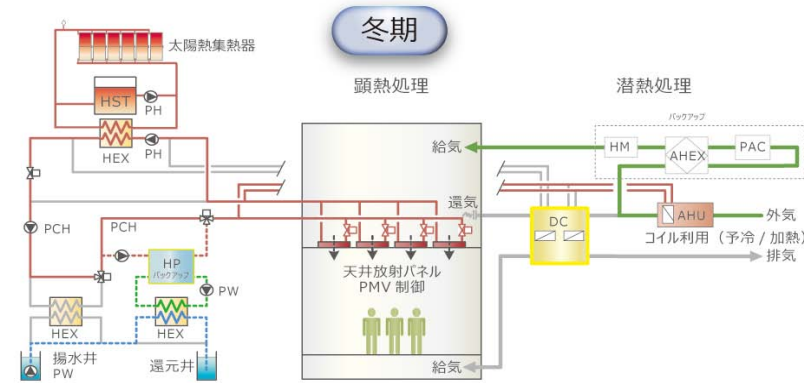 冬期
太陽熱集熱器
HST
PH
HEX
PH
PCH
PCH
HP
バックアップ
PW
HEX
HEX
揚水井
PW
還元井
顕熱処理
給気
還気
天井放射パネル
PMV 制御
給気
潜熱処理
バックアップ
HM
AHEX
PAC
DC
AHU
外気
コイル利用（予冷 / 加熱）
排気